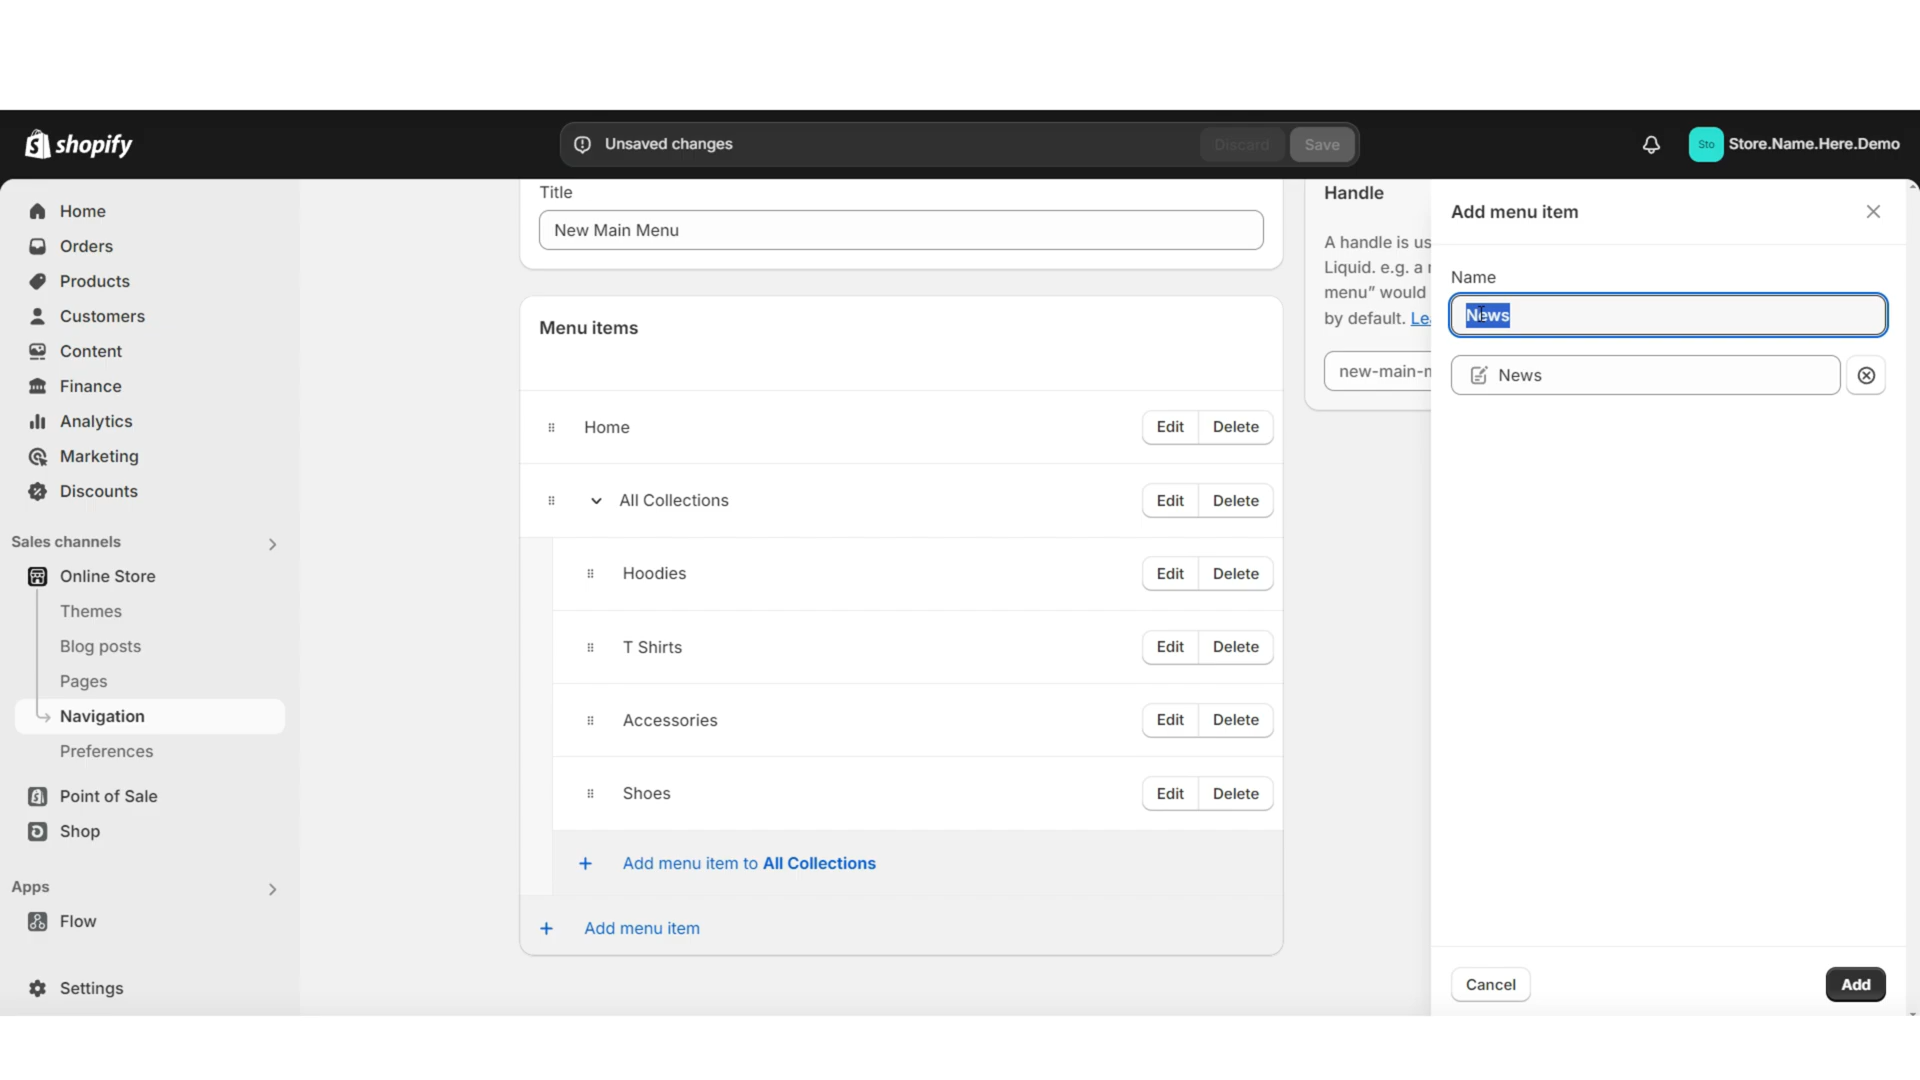 shopify
Unsaved changes
Discard
Save
Sto
Store.Name.Here.Demo
Home
Orders
Products
Customers
Content
Finance
Analytics
Marketing
Discounts
Sales channels
Online Store
Themes
Blog posts
Pages
Navigation
Preferences
Point of Sale
Shop
Apps
Flow
Settings
Title
New Main Menu
Menu items
Home
Edit
Delete
All Collections
Edit
Delete
Hoodies
Edit
Delete
T Shirts
Edit
Delete
Accessories
Edit
Delete
Shoes
Edit
Delete
Add menu item to All Collections
Add menu item
Handle
A handle is us
Liquid. e.g. a
menu” would
by default. Le
new-main-
Add menu item
Name
News
News
Cancel
Add